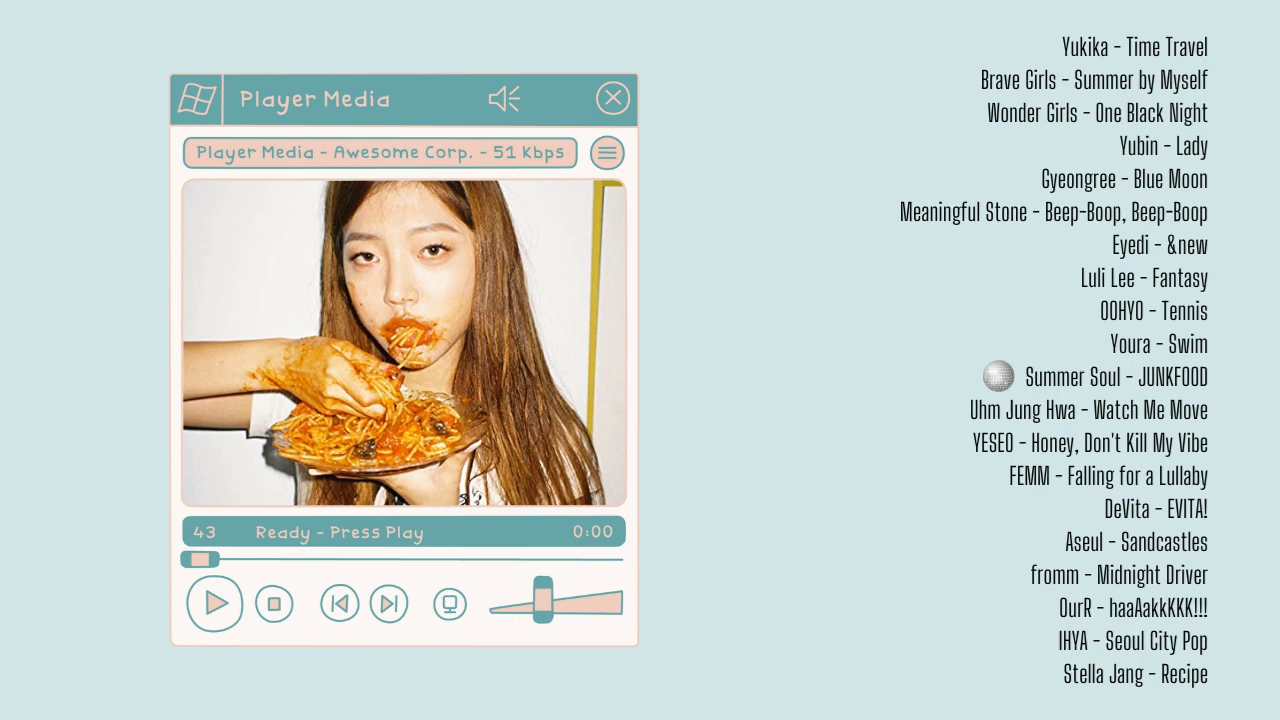 Player Media
Player Media - Awesome Corp. - 51 Kbps
43 Ready - Press Play 0:00
Yukika - Time Travel
Brave Girls - Summer by Myself
Wonder Girls - One Black Night
Yubin - Lady
Gyeongree - Blue Moon
Meaningful Stone - Beep-Boop, Beep-Boop
Eyedi - &new
Luli Lee - Fantasy
OOHYO - Tennis
Youra - Swim
Summer Soul - JUNKFOOD
Uhm Jung Hwa - Watch Me Move
YESEO - Honey, Don't Kill My Vibe
FEMM - Falling for a Lullaby
DeVita - EVITA!
Aseul - Sandcastles
fromm - Midnight Driver
OurR - haaAakkKKK!!!
IHYA - Seoul City Pop
Stella Jang - Recipe